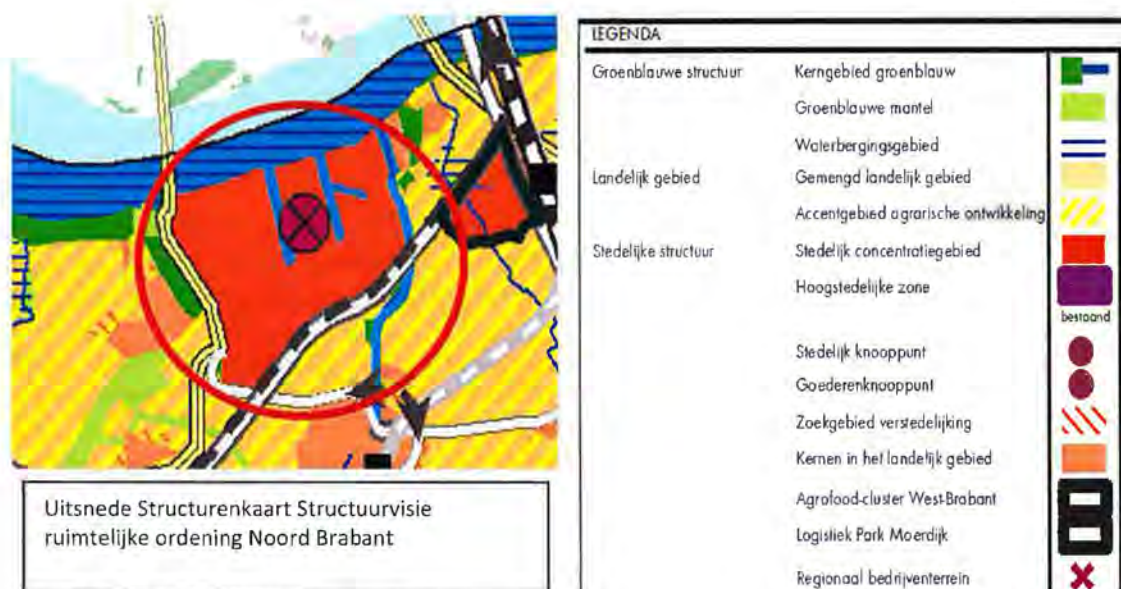 LEGENDA
Groenblauwe structuur Kerngebied groenblauw
Groenblauwe mantel
Waterbergingsgebied
Landelijk gebied Gemengd landelijk gebied
Accentgebied agrarische ontwikkeling
Stedelijke structuur Stedelijk concentratiegebied
Hoogstedelijke zone
bestaand
Stedelijk knooppunt
Goederenknooppunt
Zoekgebied verstedelijking
Kernen in het landelijk gebied
Agrofood-cluster West-Brabant
Logistiek Park Moerdijk
Regionaal bedrijventerrein
Uitsnede Structurenkaart Structuurvisie
ruimtelijke ordening Noord Brabant